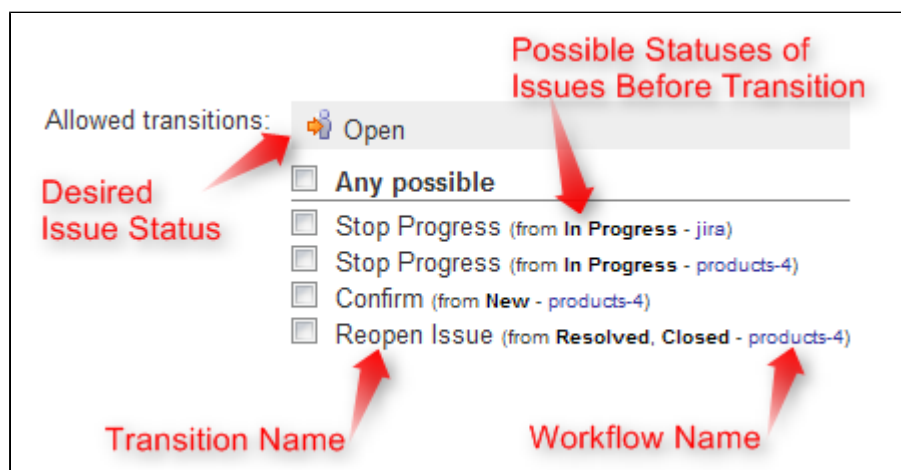 Possible Statuses of
Issues Before Transition
Allowed transitions:
Open
Desired
Issue Status
Any possible
Stop Progress (from In Progress - jira)
Stop Progress (from In Progress - products-4)
Confirm (from New - products-4)
Reopen Issue (from Resolved, Closed - products-4)
Transition Name
Workflow Name